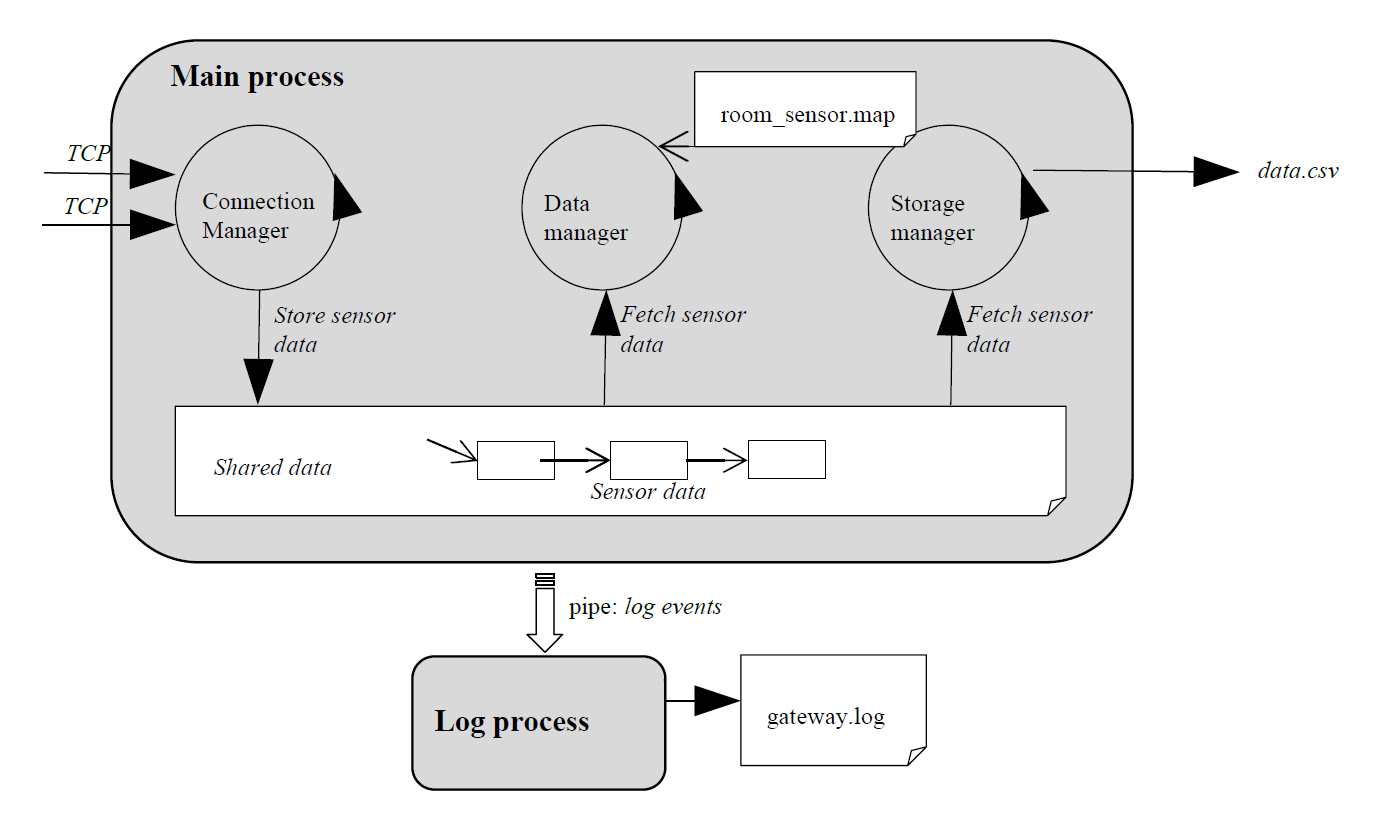 Main process
room_sensor.map
TCP
TCP
Connection
Manager
Data
manager
Storage
manager
data.csv
Store sensor
data
Fetch sensor
data
Fetch sensor
data
Shared data
Sensor data
pipe: log events
Log process
gateway.log